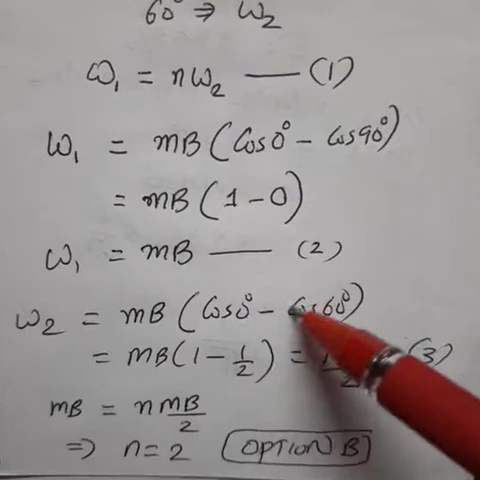 60° ⇒ W₂
W₁ = nW₂ — (1)
W₁ = mB (Cos0° - Cos90°)
= mB (1 - 0)
W₁ = mB — (2)
W₂ = mB (Cos0° - Cos60°)
= MB (1 - 1/2) = (3)
MB = n MB/2
⇒ n = 2 (OPTION B)